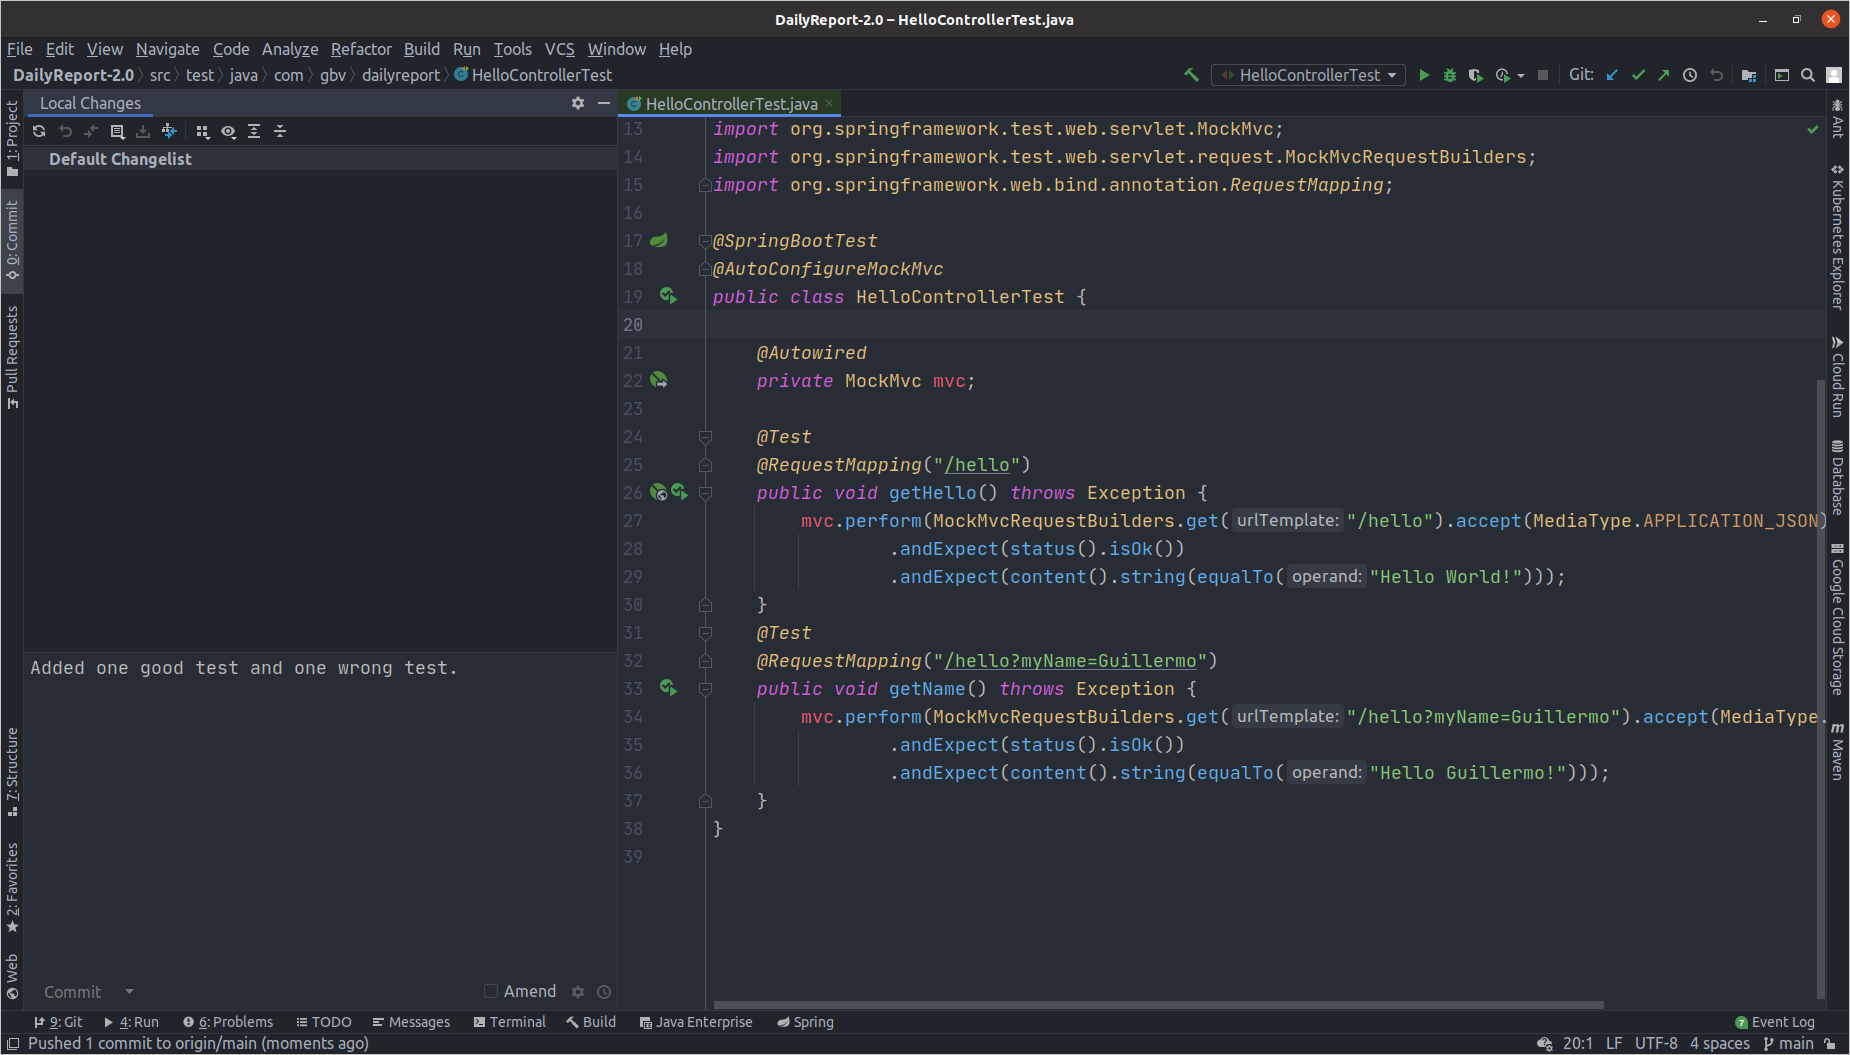 DailyReport-2.0 – HelloControllerTest.java
File Edit View Navigate Code Analyze Refactor Build Run Tools VCS Window Help
DailyReport-2.0 src test java com gbv dailyreport HelloControllerTest
HelloControllerTest
Git:
1: Project
0: Commit
Pull Requests
7: Structure
2: Favorites
Web
Local Changes
Default Changelist
Added one good test and one wrong test.
Commit
Amend
HelloControllerTest.java
13 import org.springframework.test.web.servlet.MockMvc;
14 import org.springframework.test.web.servlet.request.MockMvcRequestBuilders;
15 import org.springframework.web.bind.annotation.RequestMapping;
16
17 @SpringBootTest
18 @AutoConfigureMockMvc
19 public class HelloControllerTest {
20
21 @Autowired
22 private MockMvc mvc;
23
24 @Test
25 @RequestMapping("/hello")
26 public void getHello() throws Exception {
27 mvc.perform(MockMvcRequestBuilders.get( urlTemplate: "/hello").accept(MediaType.APPLICATION_JSON)
28 .andExpect(status().isOk())
29 .andExpect(content().string(equalTo( operand: "Hello World!")));
30 }
31 @Test
32 @RequestMapping("/hello?myName=Guillermo")
33 public void getName() throws Exception {
34 mvc.perform(MockMvcRequestBuilders.get( urlTemplate: "/hello?myName=Guillermo").accept(MediaType.
35 .andExpect(status().isOk())
36 .andExpect(content().string(equalTo( operand: "Hello Guillermo!")));
37 }
38 }
39
Ant
Kubernetes Explorer
Cloud Run
Database
Google Cloud Storage
m Maven
9: Git 4: Run 6: Problems TODO Messages Terminal Build Java Enterprise Spring
7 Event Log
Pushed 1 commit to origin/main (moments ago)
20:1 LF UTF-8 4 spaces main